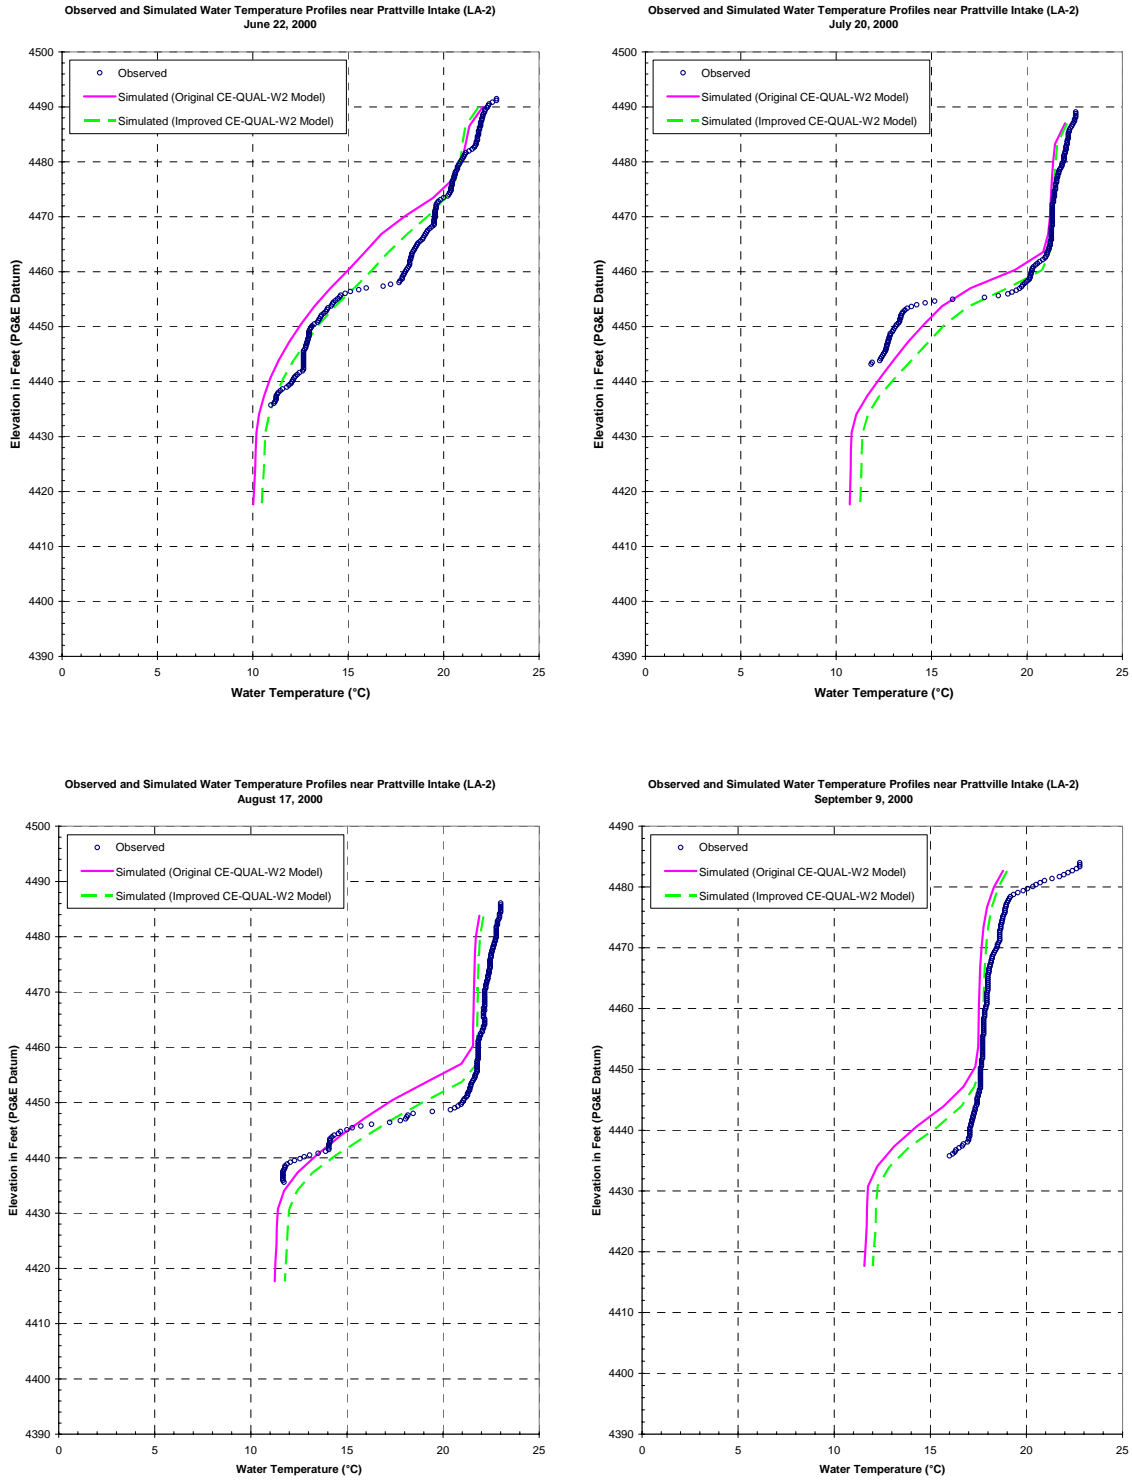 Observed and Simulated Water Temperature Profiles near Prattville Intake (LA-2)
June 22, 2000
4500
4490
4480
4470
4460
4450
4440
4430
4420
4410
4400
4390
0 5 10 15 20 25
Elevation in Feet (PG&E Datum)
Water Temperature (°C)
Observed
Simulated (Original CE-QUAL-W2 Model)
Simulated (Improved CE-QUAL-W2 Model)
Observed and Simulated Water Temperature Profiles near Prattville Intake (LA-2)
July 20, 2000
4500
4490
4480
4470
4460
4450
4440
4430
4420
4410
4400
4390
0 5 10 15 20 25
Elevation in Feet (PG&E Datum)
Water Temperature (°C)
Observed
Simulated (Original CE-QUAL-W2 Model)
Simulated (Improved CE-QUAL-W2 Model)
Observed and Simulated Water Temperature Profiles near Prattville Intake (LA-2)
August 17, 2000
4500
4490
4480
4470
4460
4450
4440
4430
4420
4410
4400
4390
0 5 10 15 20 25
Elevation in Feet (PG&E Datum)
Water Temperature (°C)
Observed
Simulated (Original CE-QUAL-W2 Model)
Simulated (Improved CE-QUAL-W2 Model)
Observed and Simulated Water Temperature Profiles near Prattville Intake (LA-2)
September 9, 2000
4490
4480
4470
4460
4450
4440
4430
4420
4410
4400
4390
0 5 10 15 20 25
Elevation in Feet (PG&E Datum)
Water Temperature (°C)
Observed
Simulated (Original CE-QUAL-W2 Model)
Simulated (Improved CE-QUAL-W2 Model)